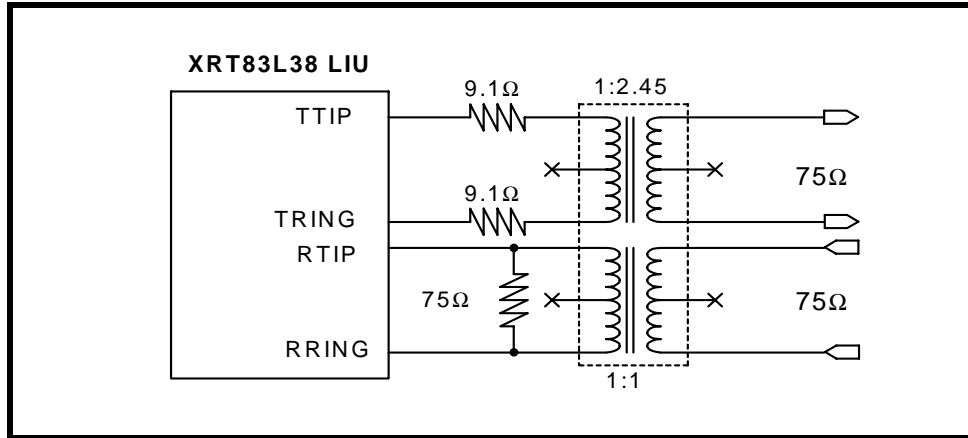 XRT83L38 LIU
9.1Ω
1:2.45
TTIP
75Ω
9.1Ω
TRING
RTIP
75Ω
75Ω
RRING
1:1